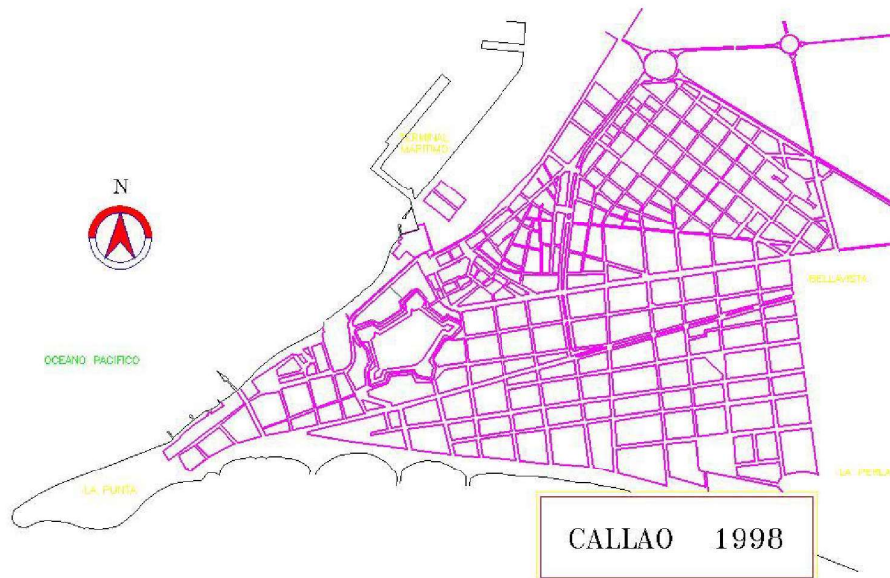 TERMINAL
MARITIMO
N
BELLAVISTA
OCEANO PACIFICO
LA PUNTA
LA PERLA
CALLAO 1998